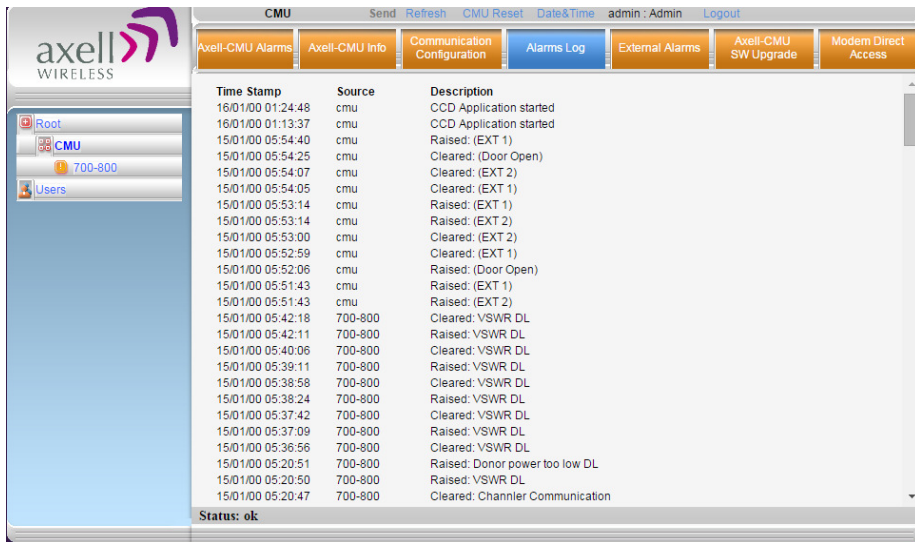 axell
WIRELESS
CMU Send Refresh CMU Reset Date&Time admin : Admin Logout
Axell-CMU Alarms Axell-CMU Info Communication Configuration Alarms Log External Alarms Axell-CMU SW Upgrade Modem Direct Access
Root
CMU
700-800
Users
Time Stamp Source Description
16/01/00 01:24:48 cmu CCD Application started
16/01/00 01:13:37 cmu CCD Application started
15/01/00 05:54:40 cmu Raised: (EXT 1)
15/01/00 05:54:25 cmu Cleared: (Door Open)
15/01/00 05:54:07 cmu Cleared: (EXT 2)
15/01/00 05:54:05 cmu Cleared: (EXT 1)
15/01/00 05:53:14 cmu Raised: (EXT 1)
15/01/00 05:53:14 cmu Raised: (EXT 2)
15/01/00 05:53:00 cmu Cleared: (EXT 2)
15/01/00 05:52:59 cmu Cleared: (EXT 1)
15/01/00 05:52:06 cmu Raised: (Door Open)
15/01/00 05:51:43 cmu Raised: (EXT 1)
15/01/00 05:51:43 cmu Raised: (EXT 2)
15/01/00 05:42:18 700-800 Cleared: VSWR DL
15/01/00 05:42:11 700-800 Raised: VSWR DL
15/01/00 05:40:06 700-800 Cleared: VSWR DL
15/01/00 05:39:11 700-800 Raised: VSWR DL
15/01/00 05:38:58 700-800 Cleared: VSWR DL
15/01/00 05:38:24 700-800 Raised: VSWR DL
15/01/00 05:37:42 700-800 Cleared: VSWR DL
15/01/00 05:37:09 700-800 Raised: VSWR DL
15/01/00 05:36:56 700-800 Cleared: VSWR DL
15/01/00 05:20:51 700-800 Raised: Donor power too low DL
15/01/00 05:20:50 700-800 Raised: VSWR DL
15/01/00 05:20:47 700-800 Cleared: Channler Communication
Status: ok